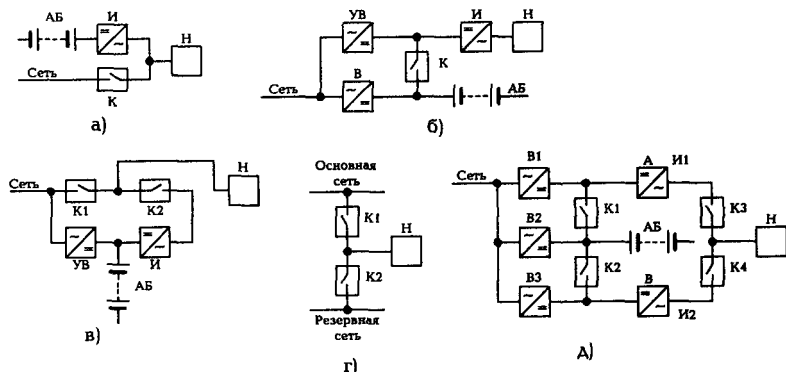 АБ
И
Н
Сеть
К
а)
УВ
И
Н
К
В
АБ
Сеть
б)
Сеть
К1
К2
Н
УВ
И
АБ
в)
Основная
сеть
К1
Н
К2
Резервная
сеть
г)
Сеть
В1
А
И1
К1
К3
В2
АБ
Н
К2
К4
В3
В
И2
д)